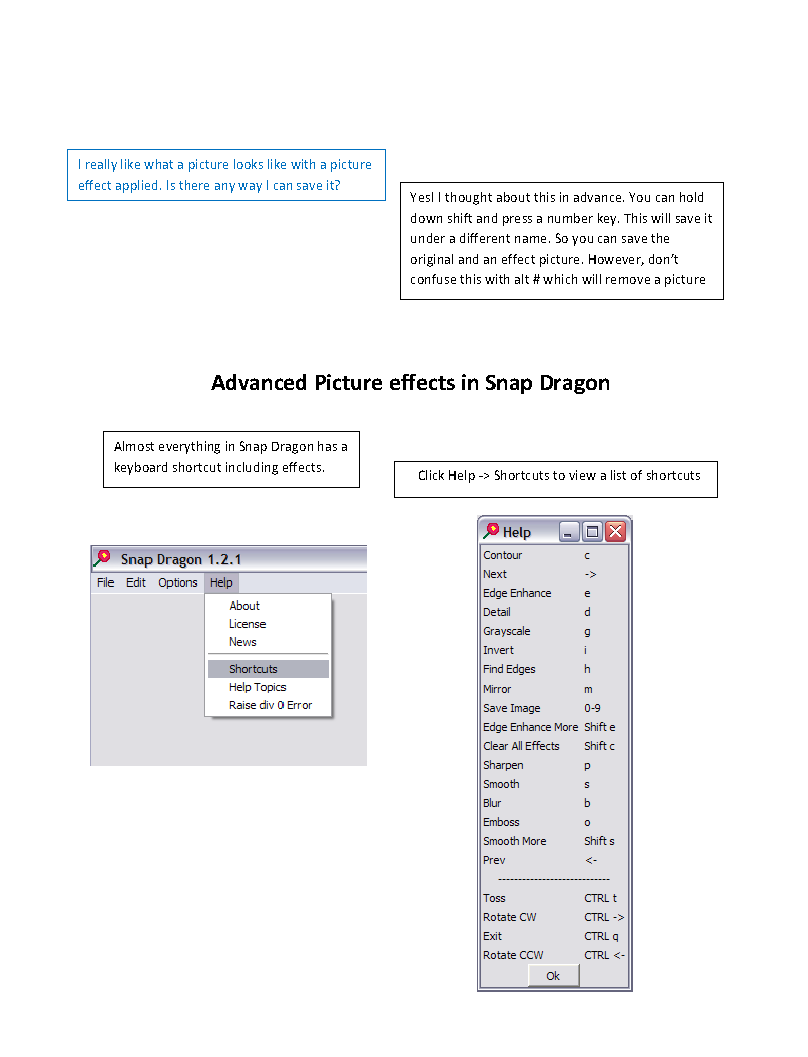 I really like what a picture looks like with a picture
effect applied. Is there any way I can save it?
Yes! I thought about this in advance. You can hold
down shift and press a number key. This will save it
under a different name. So you can save the
original and an effect picture. However, don't
confuse this with alt # which will remove a picture
Advanced Picture effects in Snap Dragon
Almost everything in Snap Dragon has a
keyboard shortcut including effects.
Click Help -> Shortcuts to view a list of shortcuts
Snap Dragon 1.2.1
File Edit Options Help
About
License
News
Shortcuts
Help Topics
Raise div 0 Error
Help
Contour c
Next ->
Edge Enhance e
Detail d
Grayscale g
Invert i
Find Edges h
Mirror m
Save Image 0-9
Edge Enhance More Shift e
Clear All Effects Shift c
Sharpen p
Smooth s
Blur b
Emboss o
Smooth More Shift s
Prev <-
----------------------------
Toss CTRL t
Rotate CW CTRL ->
Exit CTRL q
Rotate CCW CTRL <-
Ok